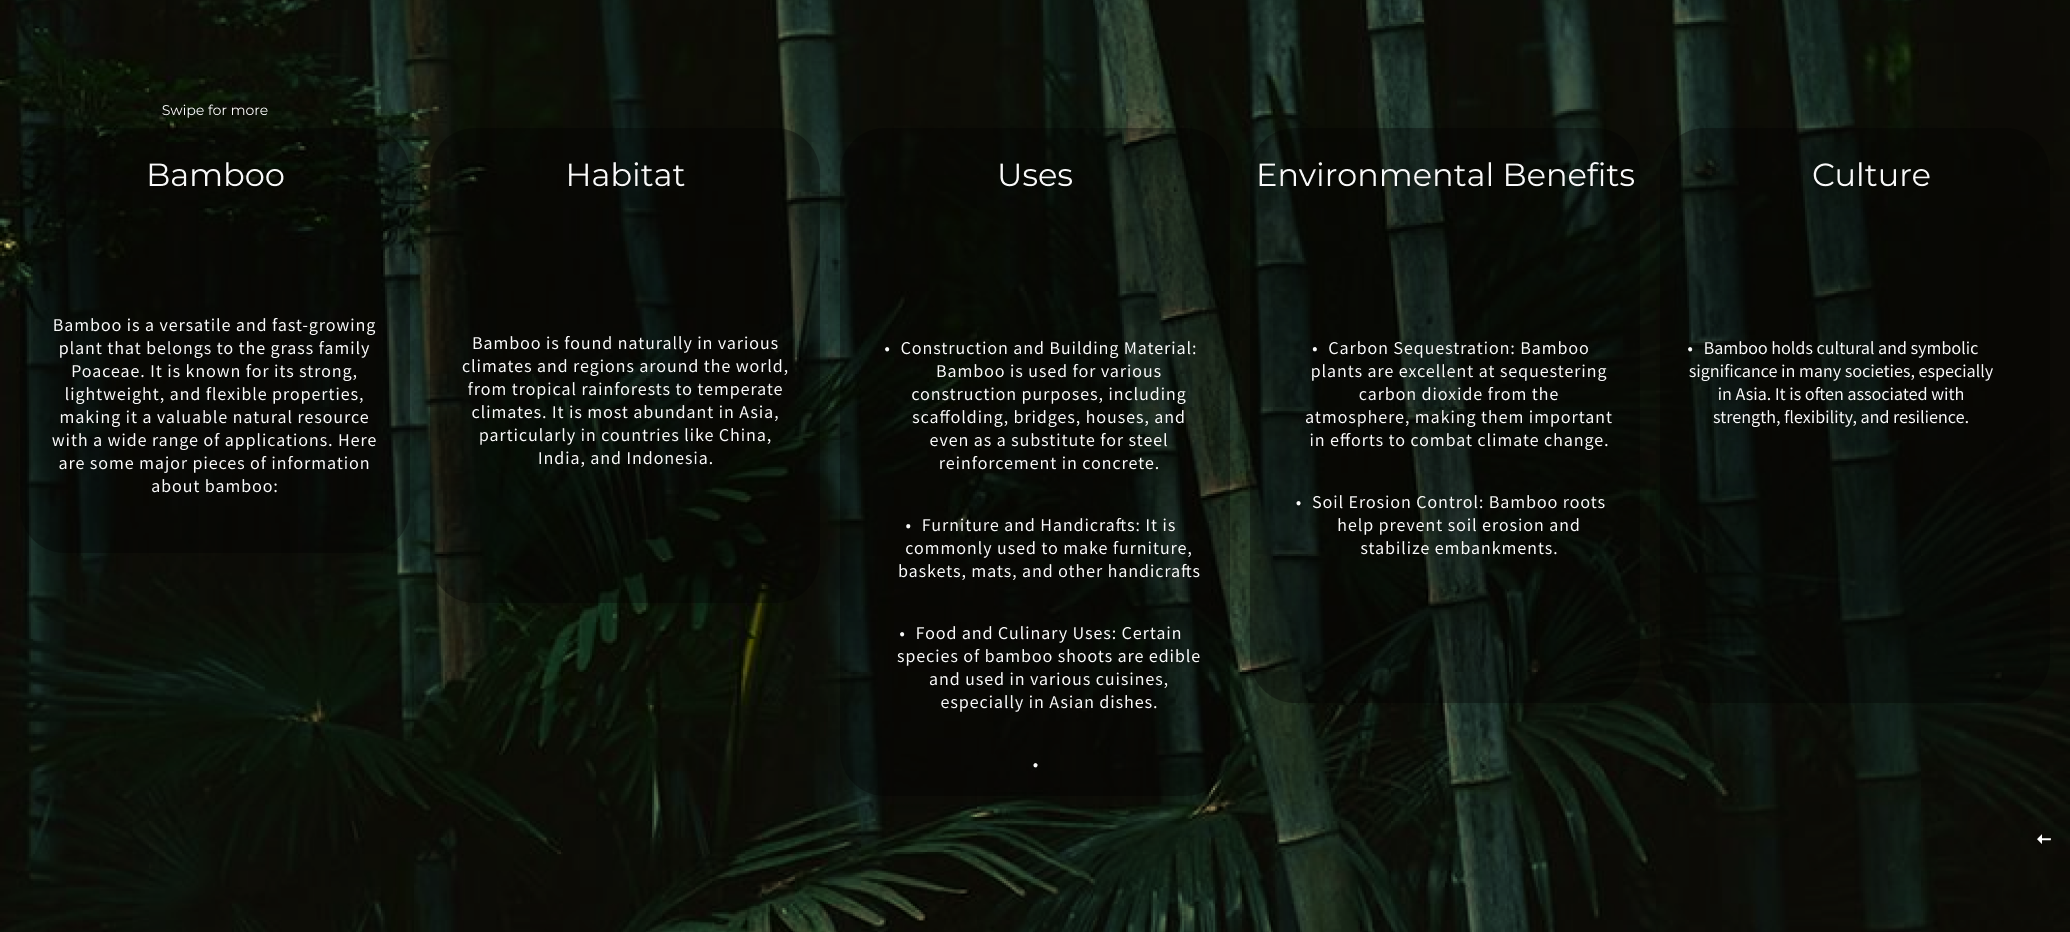 Swipe for more
Bamboo
Bamboo is a versatile and fast-growing
plant that belongs to the grass family
Poaceae. It is known for its strong,
lightweight, and flexible properties,
making it a valuable natural resource
with a wide range of applications. Here
are some major pieces of information
about bamboo:
Habitat
Bamboo is found naturally in various
climates and regions around the world,
from tropical rainforests to temperate
climates. It is most abundant in Asia,
particularly in countries like China,
India, and Indonesia.
Uses
• Construction and Building Material:
Bamboo is used for various
construction purposes, including
scaffolding, bridges, houses, and
even as a substitute for steel
reinforcement in concrete.
• Furniture and Handicrafts: It is
commonly used to make furniture,
baskets, mats, and other handicrafts
• Food and Culinary Uses: Certain
species of bamboo shoots are edible
and used in various cuisines,
especially in Asian dishes.
•
Environmental Benefits
• Carbon Sequestration: Bamboo
plants are excellent at sequestering
carbon dioxide from the
atmosphere, making them important
in efforts to combat climate change.
• Soil Erosion Control: Bamboo roots
help prevent soil erosion and
stabilize embankments.
Culture
• Bamboo holds cultural and symbolic
significance in many societies, especially
in Asia. It is often associated with
strength, flexibility, and resilience.